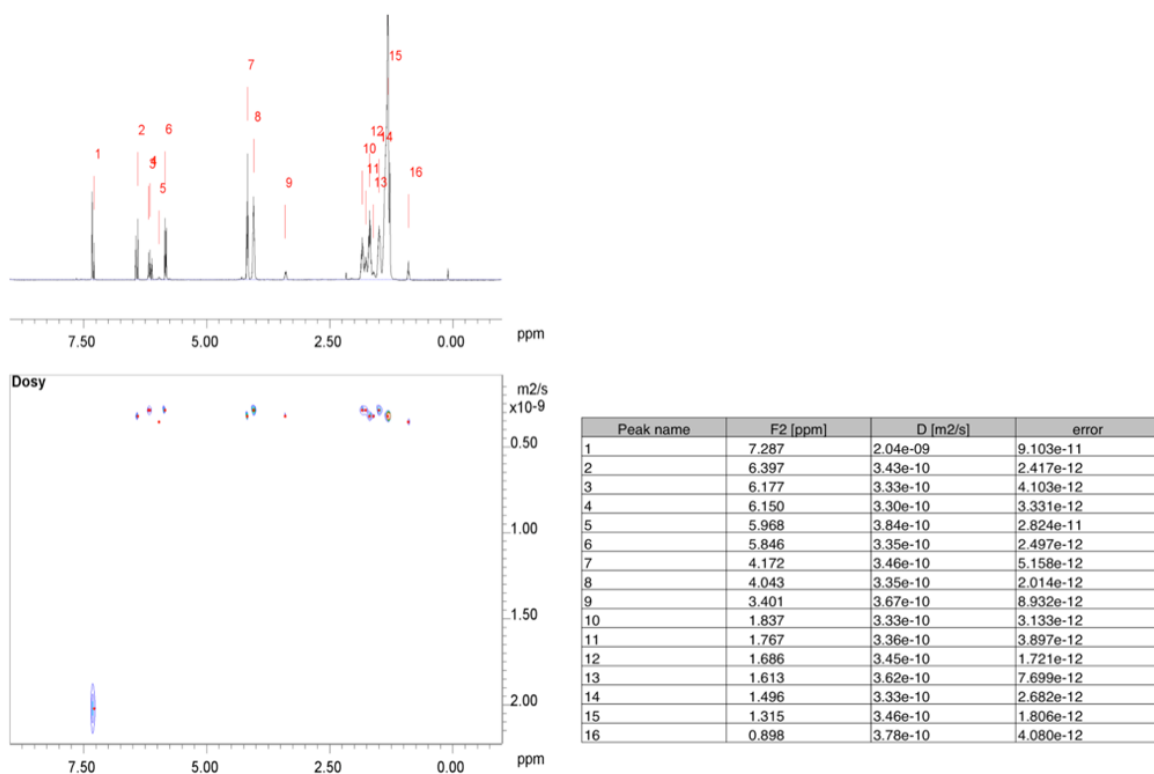 15
7
2
6
8
12
14
1
4
3
10
5
11
13
16
9
7.50 5.00 2.50 0.00 ppm
Dosy
m2/s
x10-9
0.50
1.00
1.50
2.00
7.50 5.00 2.50 0.00 ppm
Peak name F2 [ppm] D [m2/s] error
1 7.287 2.04e-09 9.103e-11
2 6.397 3.43e-10 2.417e-12
3 6.177 3.33e-10 4.103e-12
4 6.150 3.30e-10 3.331e-12
5 5.968 3.84e-10 2.824e-11
6 5.846 3.35e-10 2.497e-12
7 4.172 3.46e-10 5.158e-12
8 4.043 3.35e-10 2.014e-12
9 3.401 3.67e-10 8.932e-12
10 1.837 3.33e-10 3.133e-12
11 1.767 3.36e-10 3.897e-12
12 1.686 3.45e-10 1.721e-12
13 1.613 3.62e-10 7.699e-12
14 1.496 3.33e-10 2.682e-12
15 1.315 3.46e-10 1.806e-12
16 0.898 3.78e-10 4.080e-12